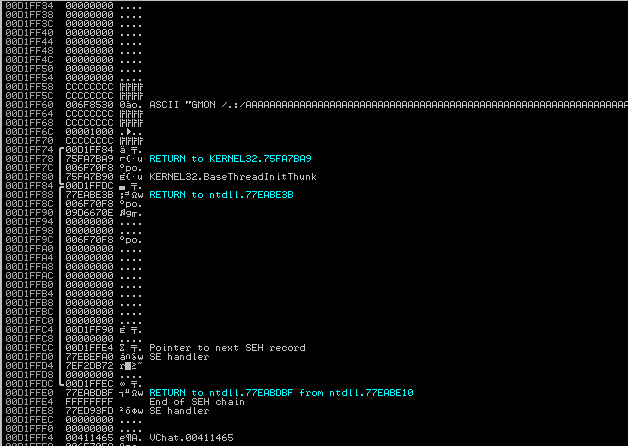 00D1FF34 00000000 ....
00D1FF38 00000000 ....
00D1FF3C 00000000 ....
00D1FF40 00000000 ....
00D1FF44 00000000 ....
00D1FF48 00000000 ....
00D1FF4C 00000000 ....
00D1FF50 00000000 ....
00D1FF54 00000000 ....
00D1FF58 CCCCCCCC ╠╠╠╠
00D1FF5C CCCCCCCC ╠╠╠╠
00D1FF60 006F8530 0ào. ASCII "GMON /.:/AAAAAAAAAAAAAAAAAAAAAAAAAAAAAAAAAAAAAAAAAAAAAAAAAAAAAA
00D1FF64 CCCCCCCC ╠╠╠╠
00D1FF68 CCCCCCCC ╠╠╠╠
00D1FF6C 00001000 .►..
00D1FF70 CCCCCCCC ╠╠╠╠
00D1FF74 00D1FF84 ä ╤.
00D1FF78 75FA7BA9 ⌐{·u RETURN to KERNEL32.75FA7BA9
00D1FF7C 006F70F8 °po.
00D1FF80 75FA7B90 É{·u KERNEL32.BaseThreadInitThunk
00D1FF84 00D1FFDC ▄ ╤.
00D1FF88 77EABE3B ;╛Ωw RETURN to ntdll.77EABE3B
00D1FF8C 006F70F8 °po.
00D1FF90 09D6670E
00D1FF94 00000000 ....
00D1FF98 00000000 ....
00D1FF9C 006F70F8 °po.
00D1FFA0 00000000 ....
00D1FFA4 00000000 ....
00D1FFA8 00000000 ....
00D1FFAC 00000000 ....
00D1FFB0 00000000 ....
00D1FFB4 00000000 ....
00D1FFB8 00000000 ....
00D1FFBC 00000000 ....
00D1FFC0 00000000 ....
00D1FFC4 00D1FF90 É ╤.
00D1FFC8 00000000 ....
00D1FFCC 00D1FFE4 Σ ╤. Pointer to next SEH record
00D1FFD0 77EBEFA0 á∩δw SE handler
00D1FFD4 7EF2DB72 r█≥~
00D1FFD8 00000000 ....
00D1FFDC 00D1FFEC ∞ ╤.
00D1FFE0 77EABDBF ┐╜Ωw RETURN to ntdll.77EABDBF from ntdll.77EABE10
00D1FFE4 FFFFFFFF End of SEH chain
00D1FFE8 77ED93FD ²ôφw SE handler
00D1FFEC 00000000 ....
00D1FFF0 00000000 ....
00D1FFF4 00411465 e¶A. VChat.00411465